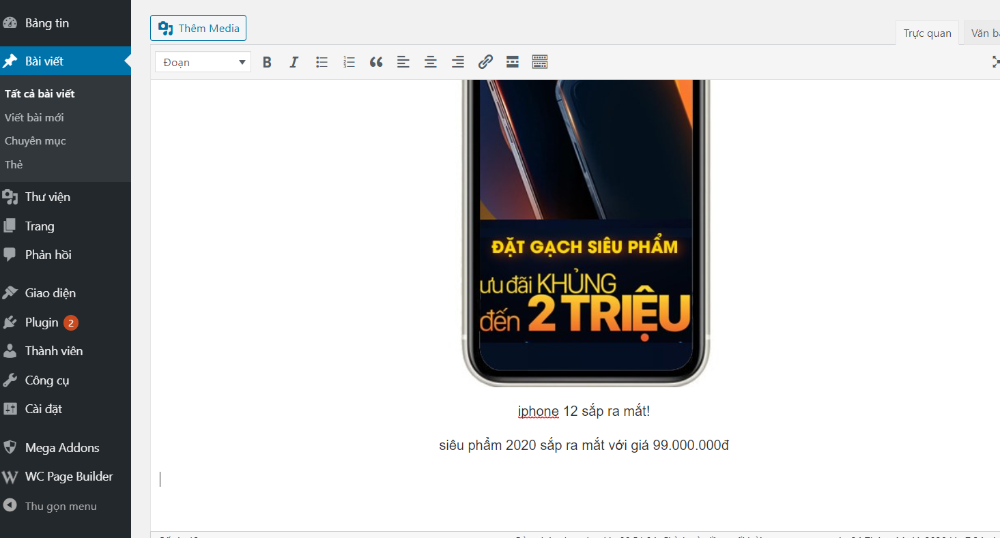 Bảng tin
Bài viết
Tất cả bài viết
Viết bài mới
Chuyên mục
Thẻ
Thư viện
Trang
Phản hồi
Giao diện
Plugin 2
Thành viên
Công cụ
Cài đặt
Mega Addons
WC Page Builder
Thu gọn menu
Thêm Media
Trực quan
Văn
Đoạn
ĐẶT GẠCH SIÊU PHẨM
ưu đãi KHỦNG
đến 2 TRIỆU
iphone 12 sắp ra mắt!
siêu phẩm 2020 sắp ra mắt với giá 99.000.000đ